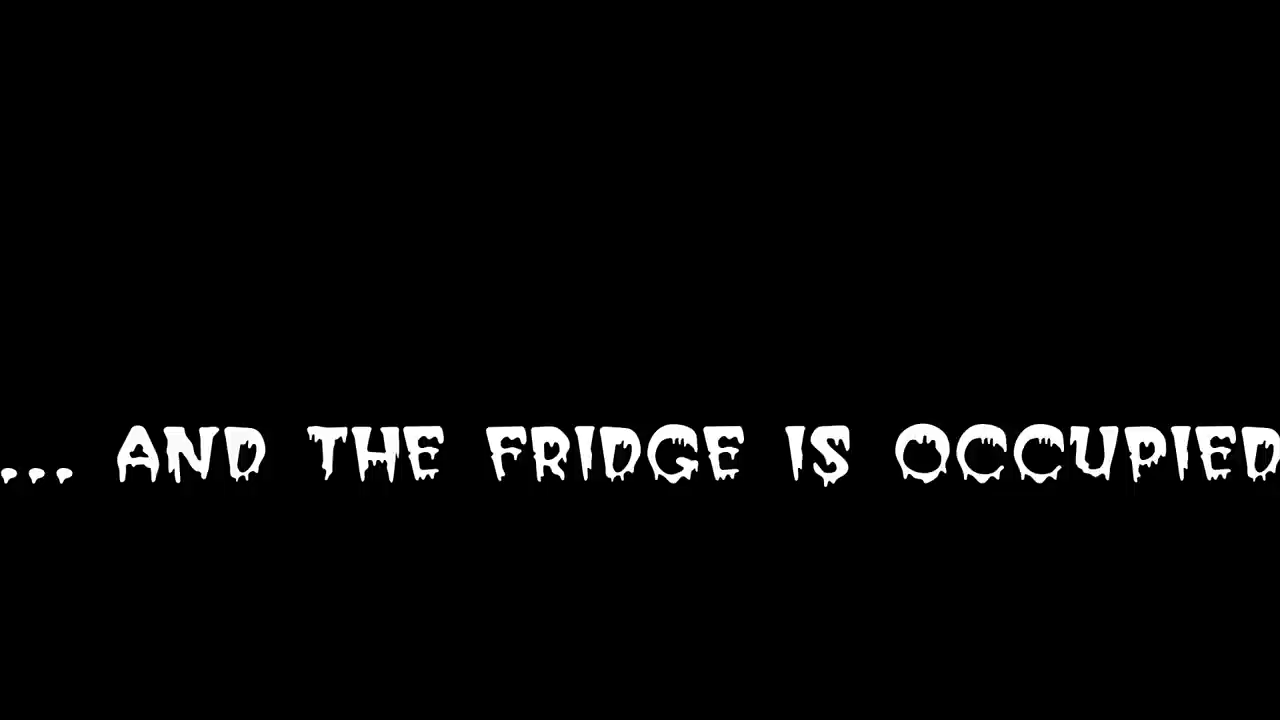 ... AND THE FRIDGE IS OCCUPIED